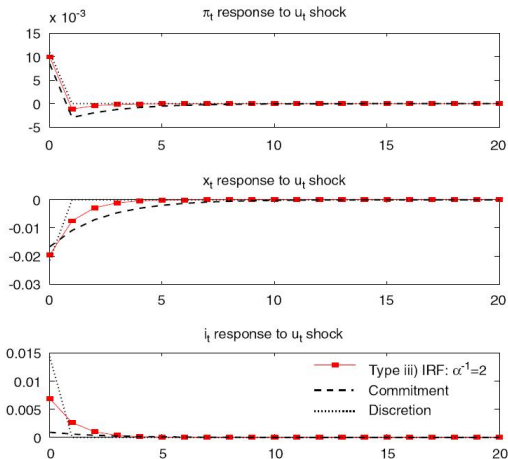 π_t response to u_t shock
x 10^-3
15
10
5
0
-5
0 5 10 15 20
x_t response to u_t shock
0
-0.01
-0.02
-0.03
0 5 10 15 20
i_t response to u_t shock
0.015
0.01
0.005
0
0 5 10 15 20
Type iii) IRF: α^-1=2
Commitment
Discretion